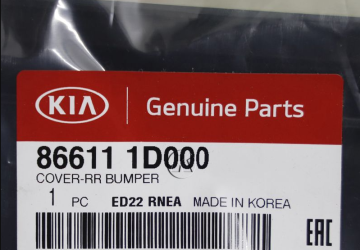 KIA Genuine Parts
86611 1D000
COVER-RR BUMPER
1 PC ED22 RNEA MADE IN KOREA
EAC